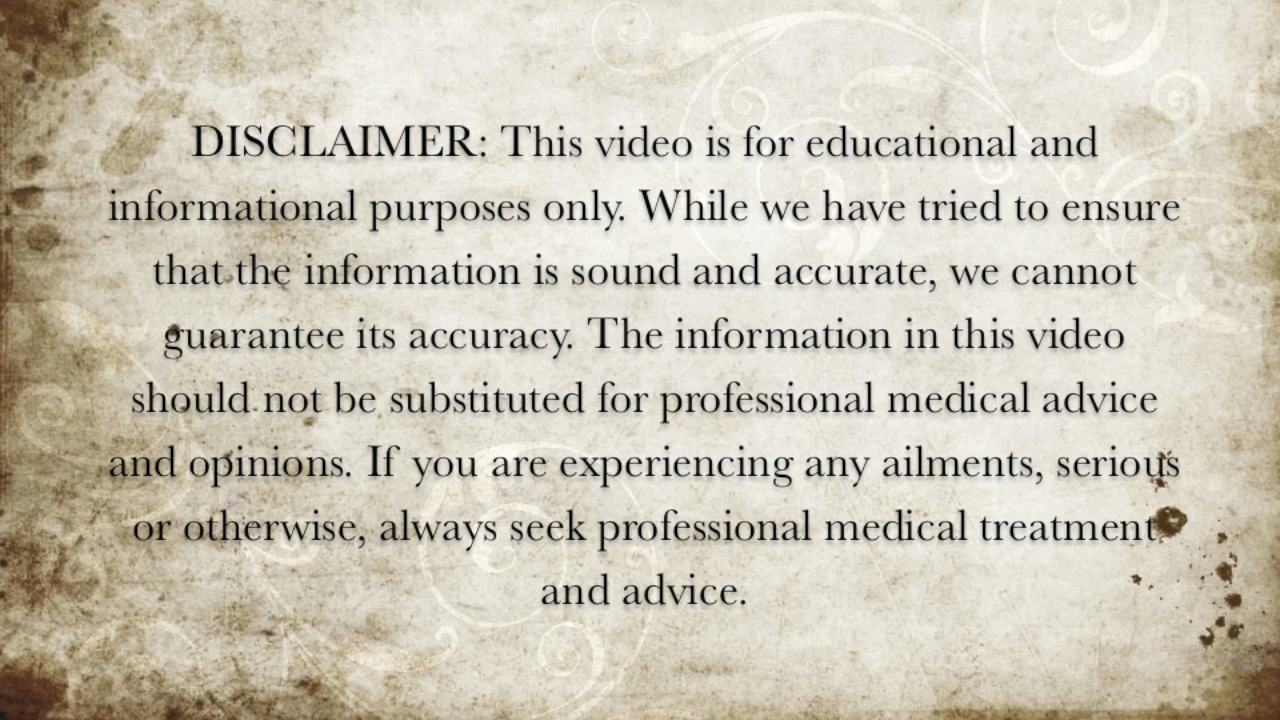 DISCLAIMER: This video is for educational and
informational purposes only. While we have tried to ensure
that the information is sound and accurate, we cannot
guarantee its accuracy. The information in this video
should not be substituted for professional medical advice
and opinions. If you are experiencing any ailments, serious
or otherwise, always seek professional medical treatment
and advice.